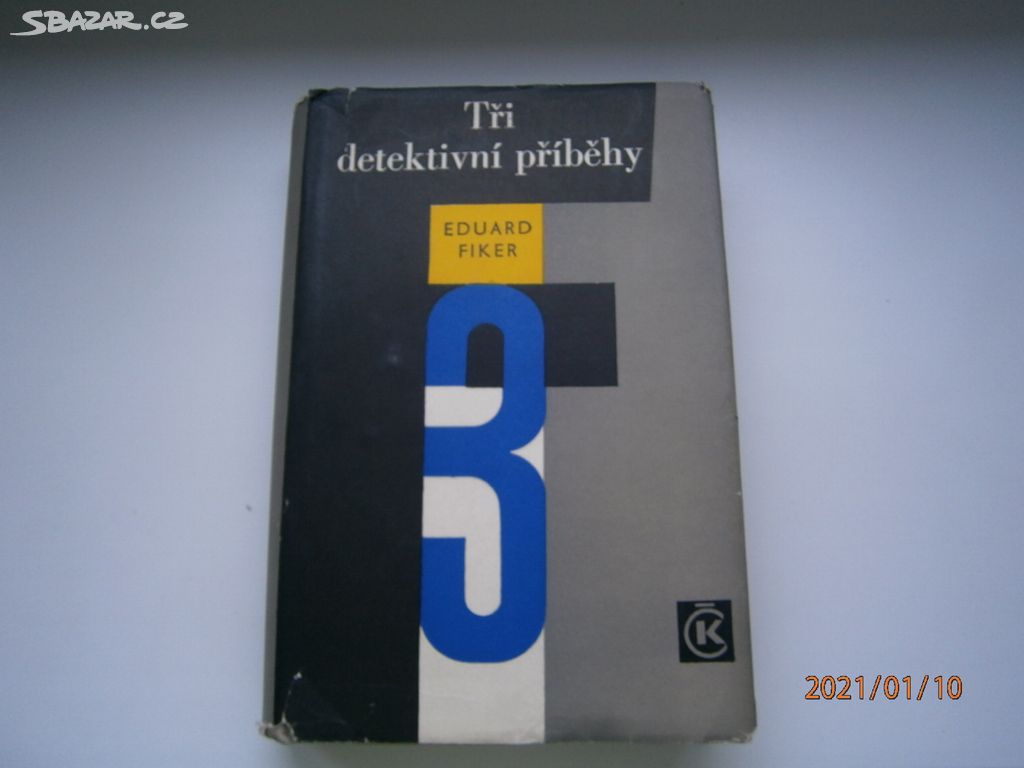 SBAZAR.CZ
Tři
detektivní příběhy
EDUARD
FIKER
3
ČK
2021/01/10